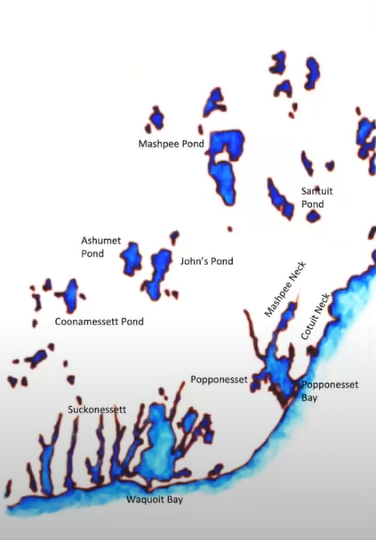 Mashpee Pond
Santuit
Pond
Ashumet
Pond
John's Pond
Coonamessett Pond
Mashpee Neck
Cotuit Neck
Popponesset
Popponesset
Bay
Suckonessett
Waquoit Bay